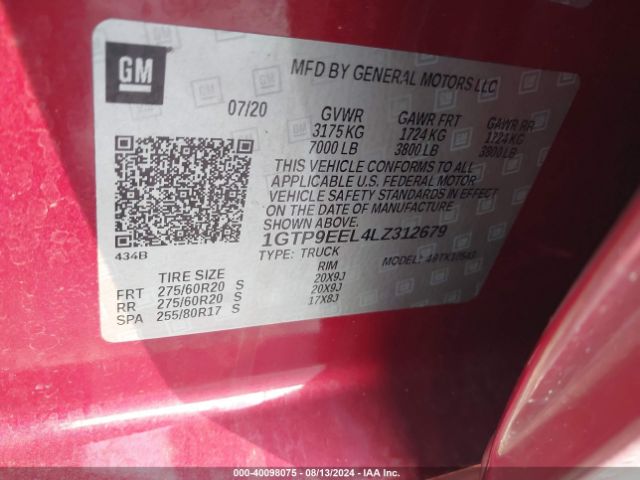 GM
MFD BY GENERAL MOTORS LLC
07/20
GVWR GAWR FRT GAWR RR
3175 KG 1724 KG 1724 KG
7000 LB 3800 LB 3800 LB
THIS VEHICLE CONFORMS TO ALL
APPLICABLE U.S. FEDERAL MOTOR
VEHICLE SAFETY STANDARDS IN EFFECT
ON THE DATE OF MANUFACTURE
SHOWN ABOVE.
1GTP9EEL4LZ312679
TYPE: TRUCK MODEL:
434B
TIRE SIZE RIM
FRT 275/60R20 S 20X9J
RR 275/60R20 S 20X9J
SPA 255/80R17 S 17X8J
00-40098075 - 08/13/2024 - IAA Inc.